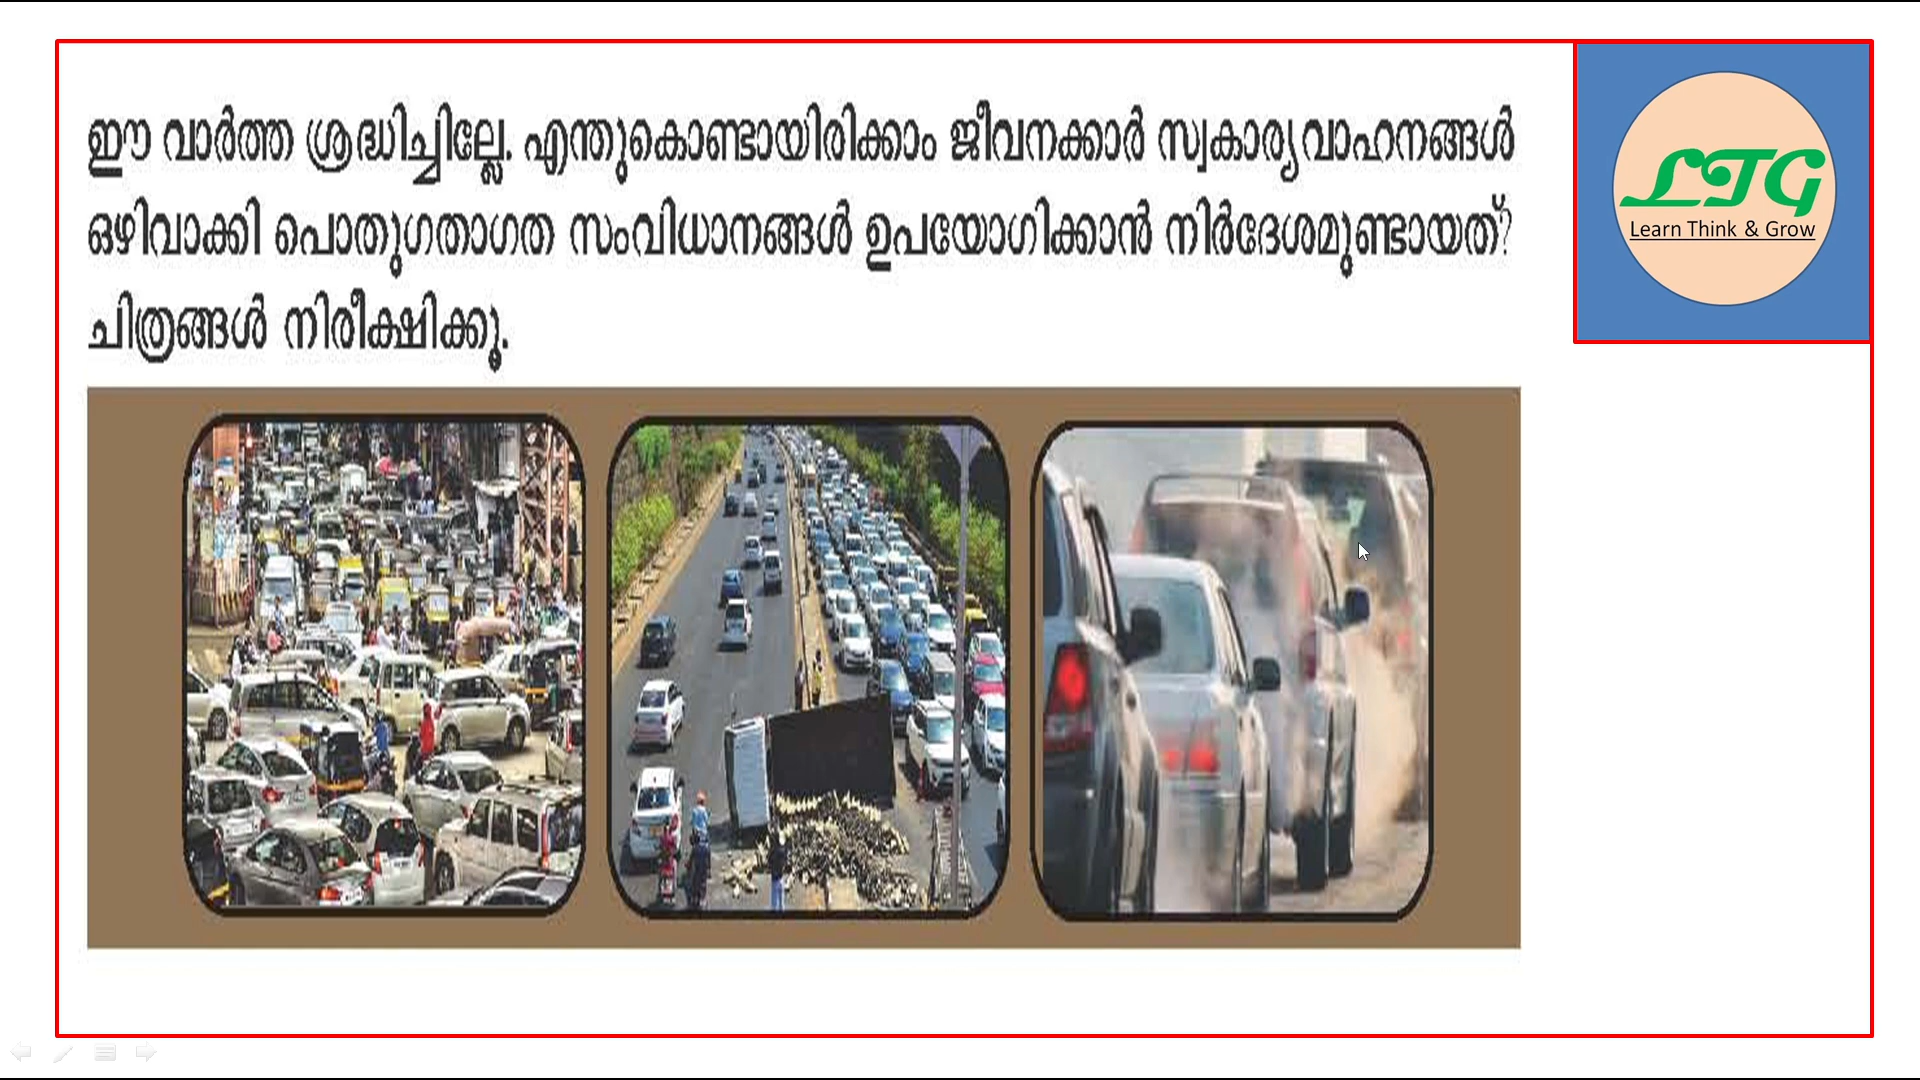 ഈ വാർത്ത ശ്രദ്ധിച്ചില്ലേ. എന്തുകൊണ്ടായിരിക്കാം ജീവനക്കാർ സ്വകാര്യവാഹനങ്ങൾ
ഒഴിവാക്കി പൊതുഗതാഗത സംവിധാനങ്ങൾ ഉപയോഗിക്കാൻ നിർദേശമുണ്ടായത്?
ചിത്രങ്ങൾ നിരീക്ഷിക്കൂ.
LTG
Learn Think & Grow